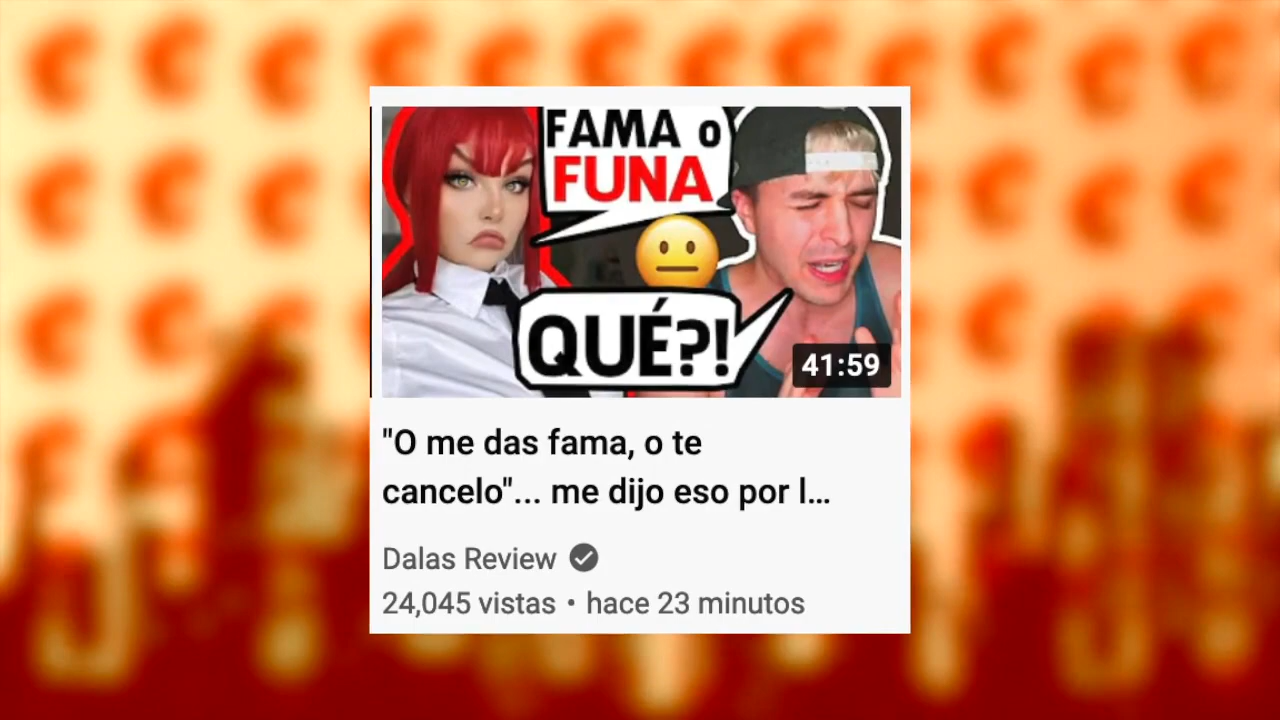 FAMA o
FUNA
QUÉ?!
41:59
"O me das fama, o te
cancelo"... me dijo eso por l...
Dalas Review
24,045 vistas • hace 23 minutos